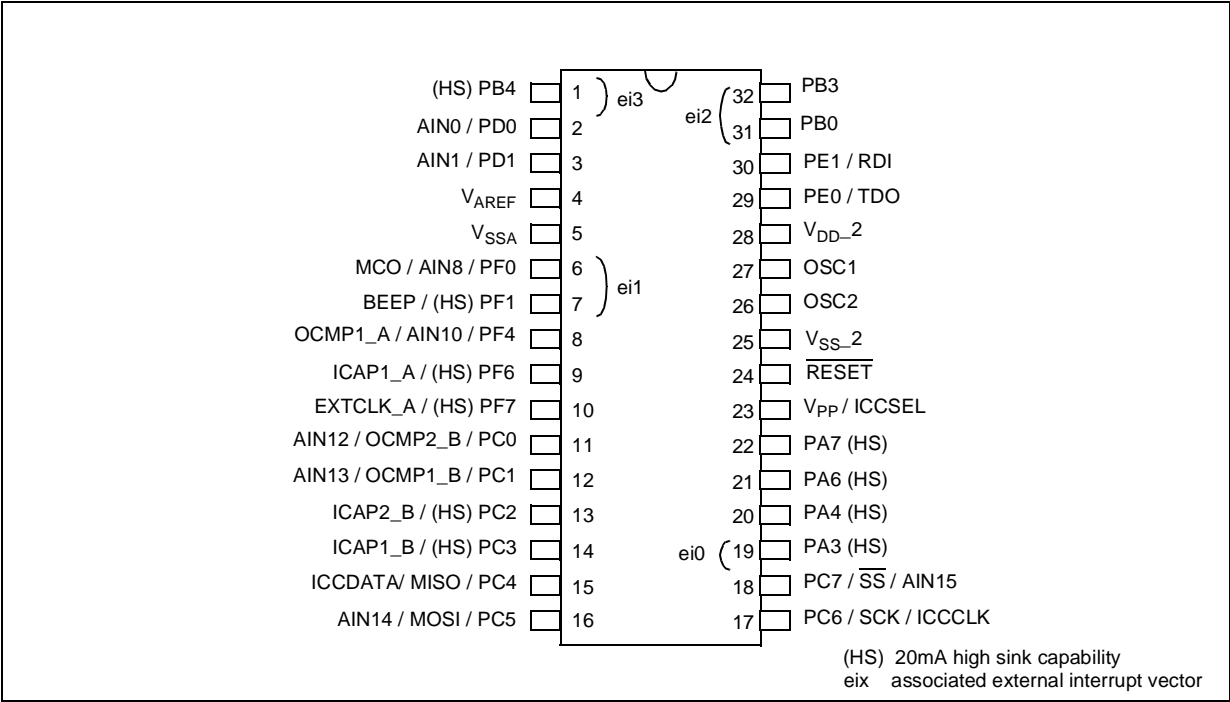 (HS) PB4 1 ei3 ei2 32 PB3
AIN0 / PD0 2 31 PB0
AIN1 / PD1 3 30 PE1 / RDI
VAREF 4 29 PE0 / TDO
VSSA 5 28 VDD_2
MCO / AIN8 / PF0 6 27 OSC1
BEEP / (HS) PF1 7 ei1 26 OSC2
OCMP1_A / AIN10 / PF4 8 25 VSS_2
ICAP1_A / (HS) PF6 9 24 RESET
EXTCLK_A / (HS) PF7 10 23 VPP / ICCSEL
AIN12 / OCMP2_B / PC0 11 22 PA7 (HS)
AIN13 / OCMP1_B / PC1 12 21 PA6 (HS)
ICAP2_B / (HS) PC2 13 20 PA4 (HS)
ICAP1_B / (HS) PC3 14 ei0 19 PA3 (HS)
ICCDATA/ MISO / PC4 15 18 PC7 / SS / AIN15
AIN14 / MOSI / PC5 16 17 PC6 / SCK / ICCCLK
(HS) 20mA high sink capability
eix associated external interrupt vector